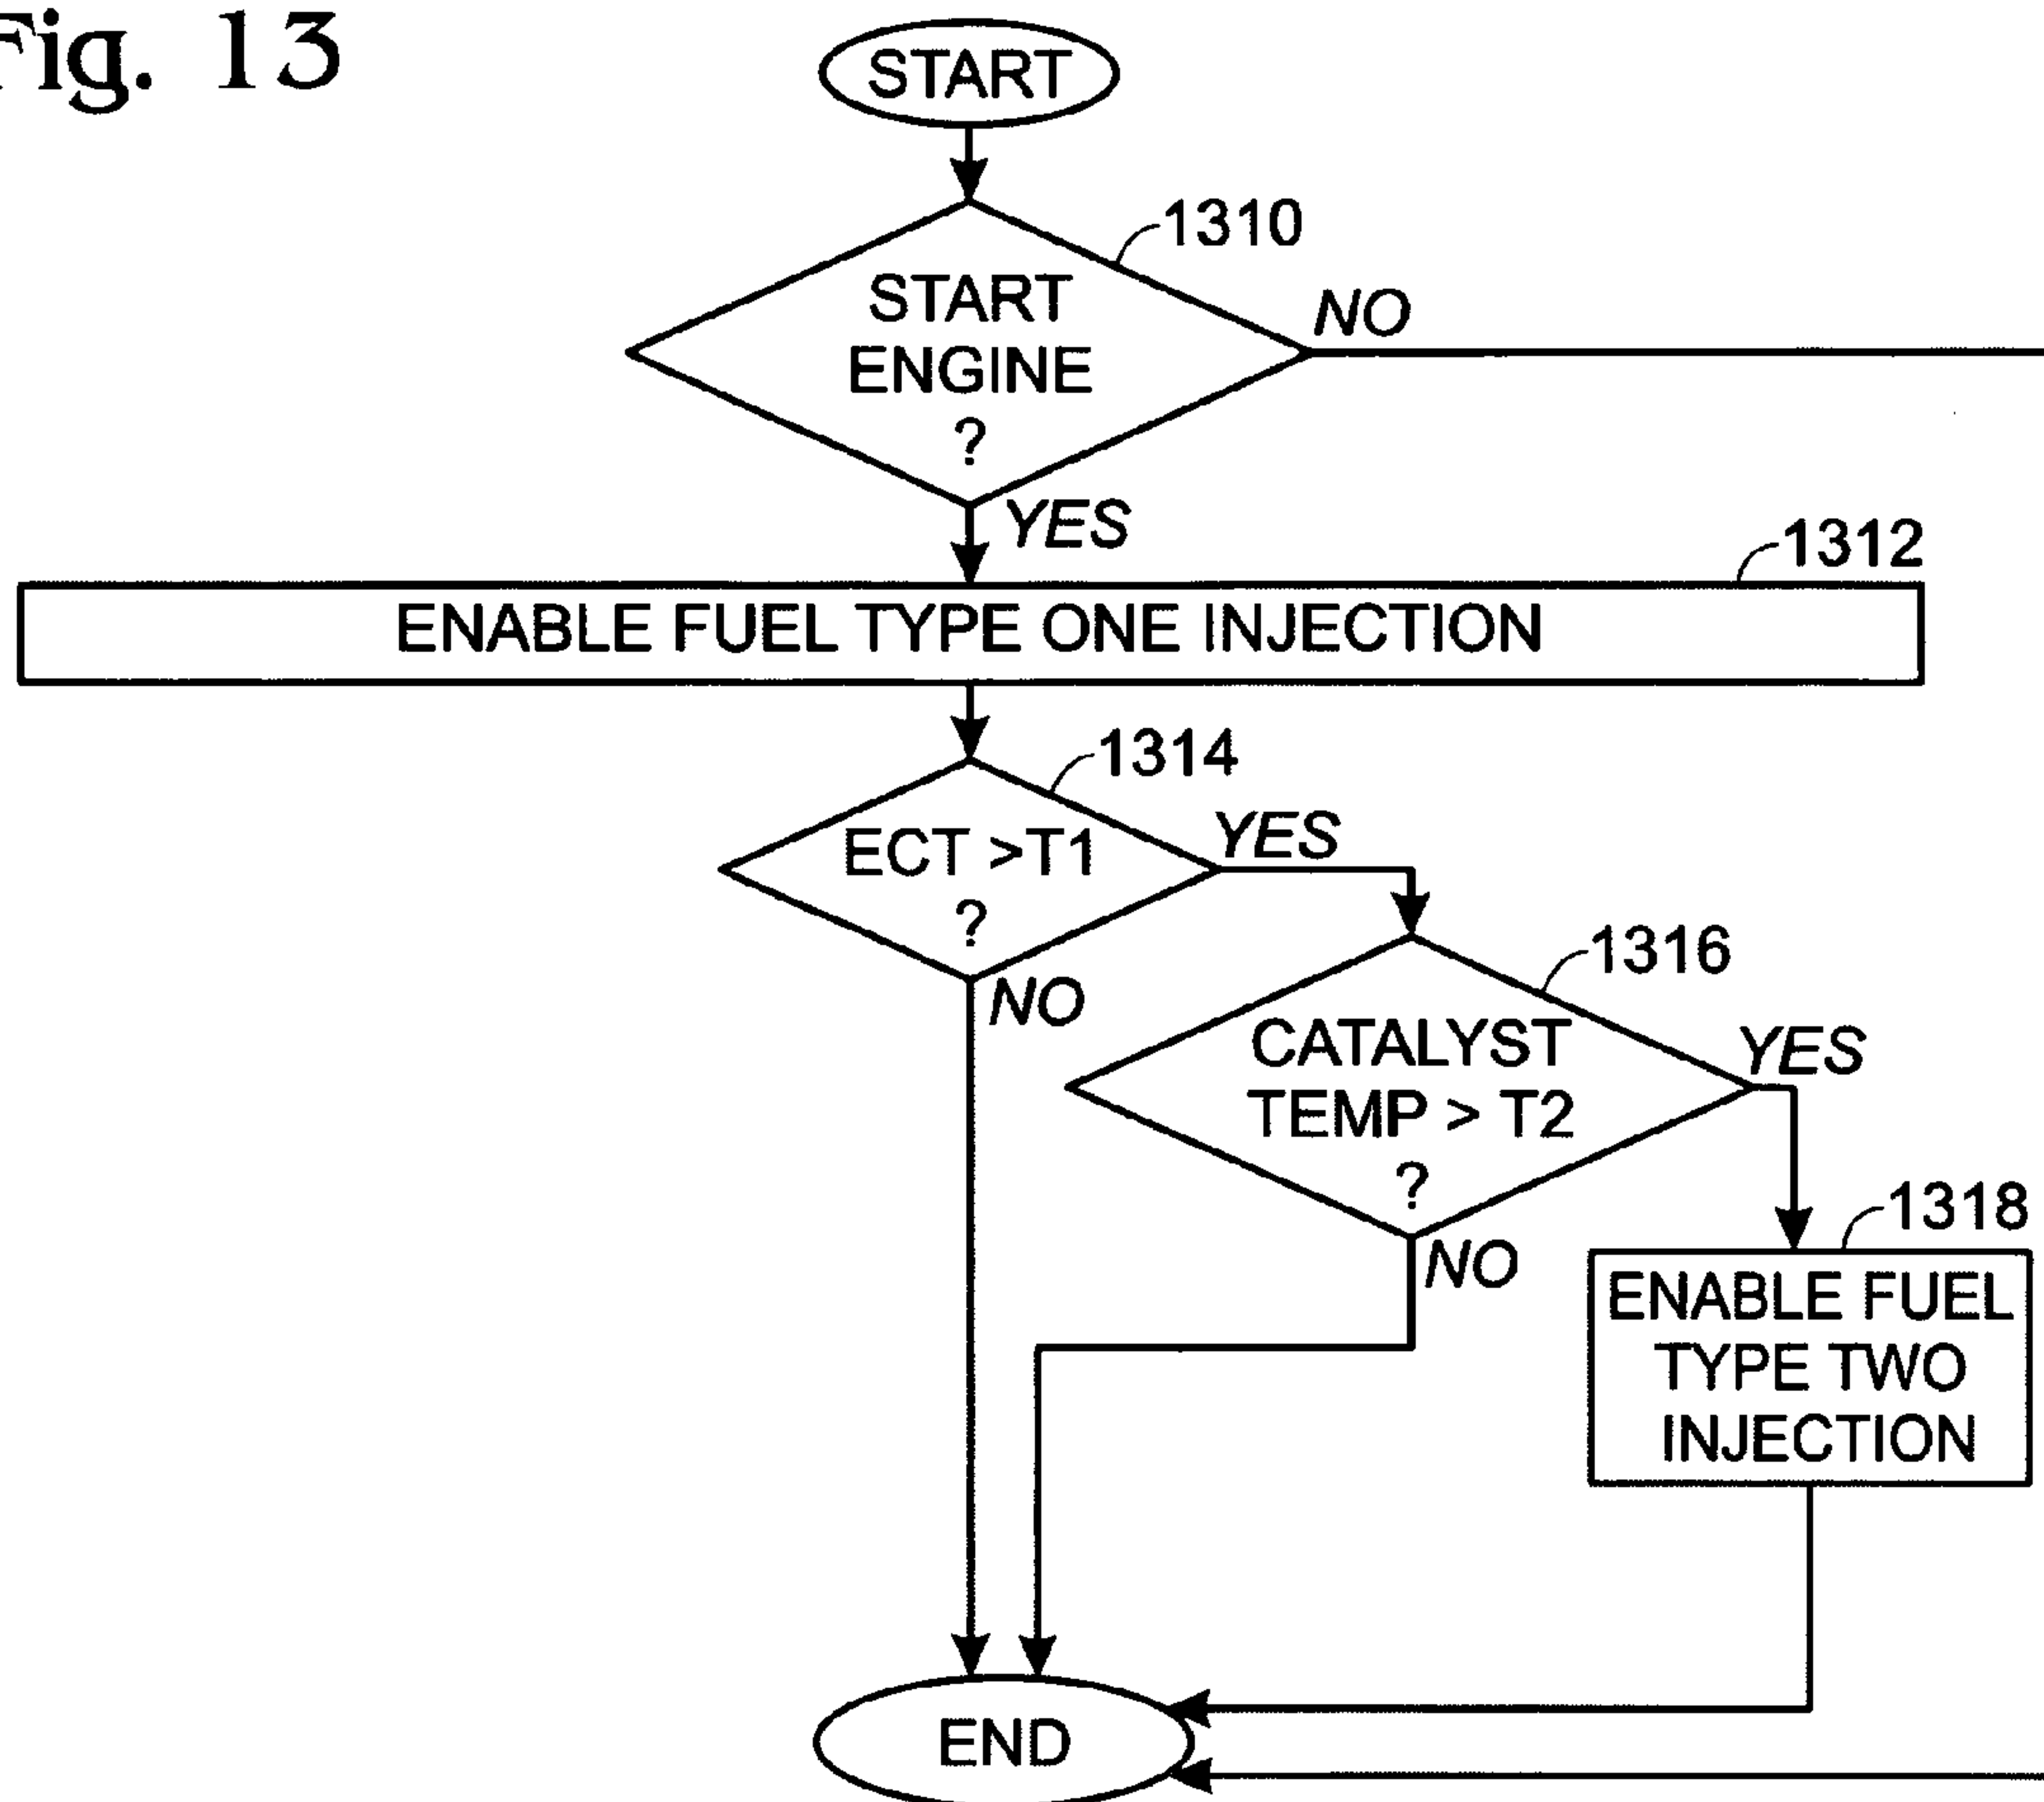 Fig. 13
START
1310
START
ENGINE
?
NO
YES
1312
ENABLE FUEL TYPE ONE INJECTION
1314
ECT >T1
?
YES
NO
1316
CATALYST
TEMP > T2
?
YES
NO
1318
ENABLE FUEL
TYPE TWO
INJECTION
END